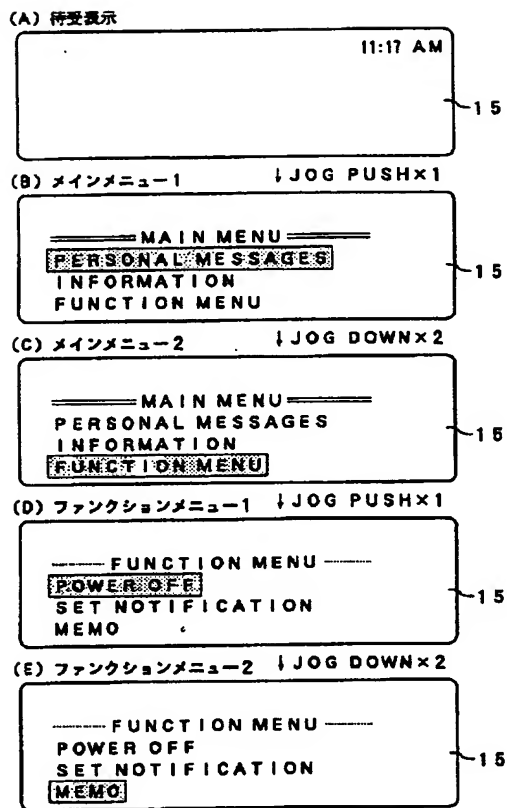 (A) 待受表示
11:17 AM
15
(B) メインメニュー1 ↓JOG PUSH×1
MAIN MENU
PERSONAL MESSAGES
INFORMATION
FUNCTION MENU
15
(C) メインメニュー2 ↓JOG DOWN×2
MAIN MENU
PERSONAL MESSAGES
INFORMATION
FUNCTION MENU
15
(D) ファンクションメニュー1 ↓JOG PUSH×1
FUNCTION MENU
POWER OFF
SET NOTIFICATION
MEMO
15
(E) ファンクションメニュー2 ↓JOG DOWN×2
FUNCTION MENU
POWER OFF
SET NOTIFICATION
MEMO
15